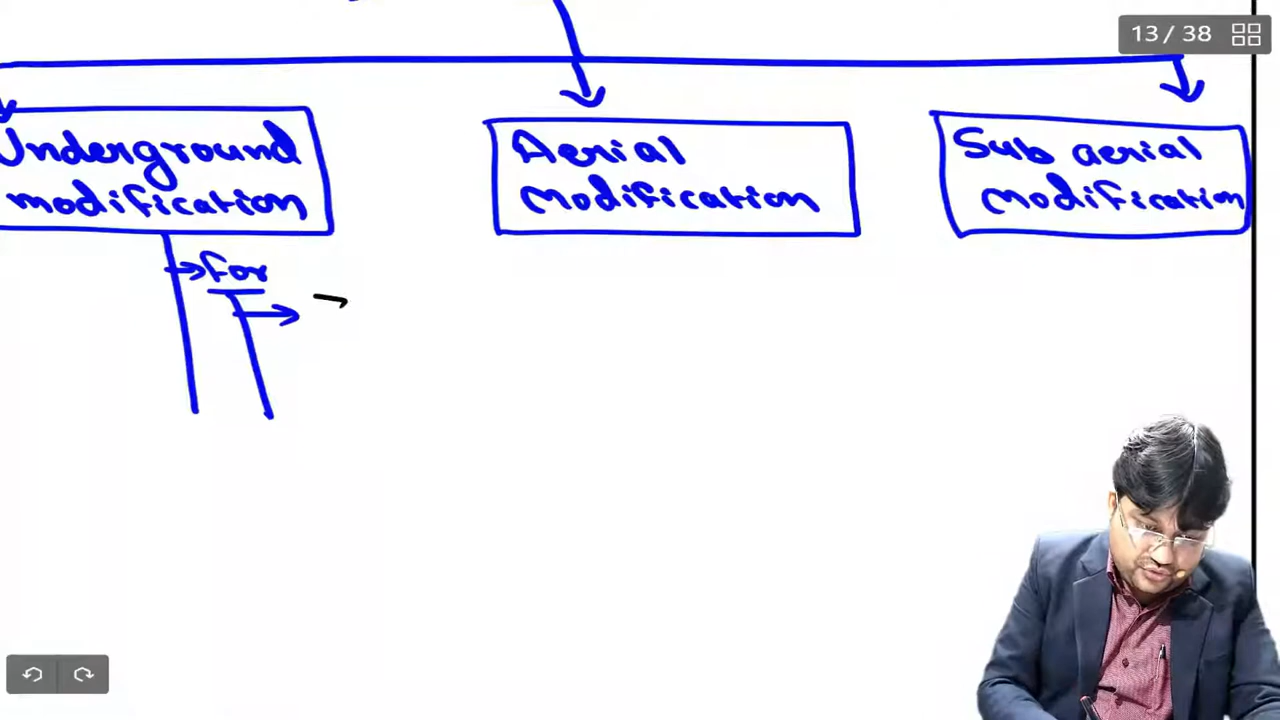 13 / 38
Underground
modification
Aerial
modification
Sub aerial
modification
For